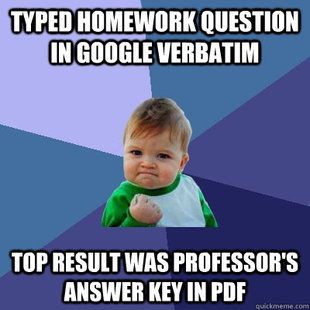 TYPED HOMEWORK QUESTION
IN GOOGLE VERBATIM
TOP RESULT WAS PROFESSOR'S
ANSWER KEY IN PDF
quickmeme.com